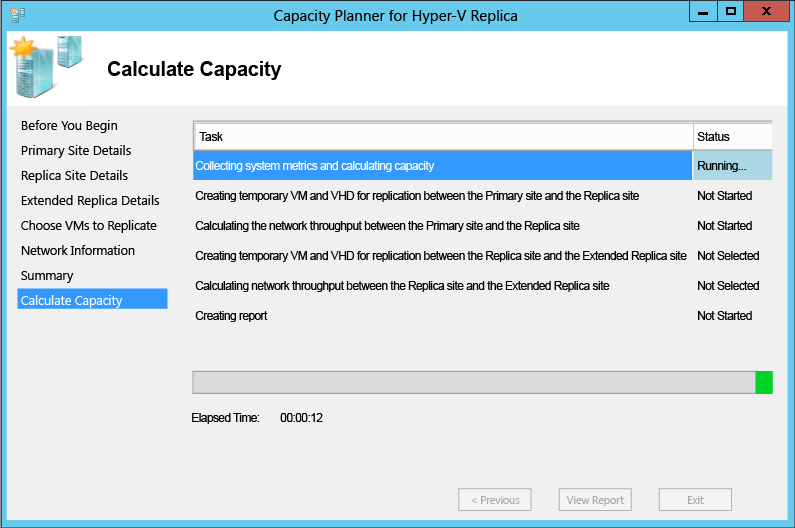 Capacity Planner for Hyper-V Replica
Calculate Capacity
Before You Begin
Primary Site Details
Replica Site Details
Extended Replica Details
Choose VMs to Replicate
Network Information
Summary
Calculate Capacity
Task Status
Collecting system metrics and calculating capacity Running...
Creating temporary VM and VHD for replication between the Primary site and the Replica site Not Started
Calculating the network throughput between the Primary site and the Replica site Not Started
Creating temporary VM and VHD for replication between the Replica site and the Extended Replica site Not Selected
Calculating network throughput between the Replica site and the Extended Replica site Not Selected
Creating report Not Started
Elapsed Time: 00:00:12
< Previous View Report Exit